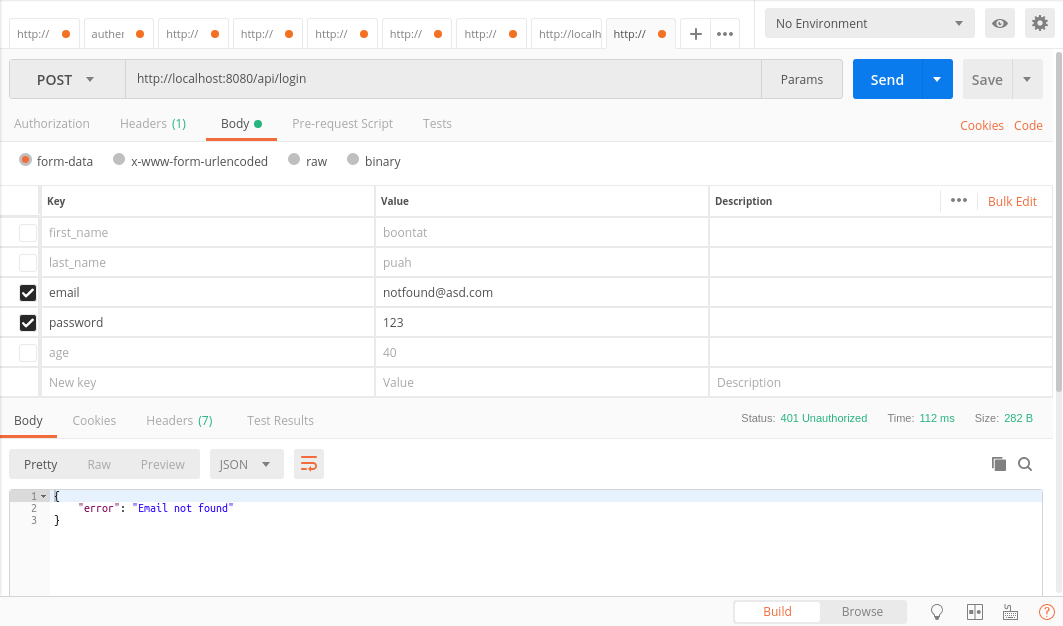 http:// auther http:// http:// http:// http:// http:// http://localh http:// + ••• No Environment
POST http://localhost:8080/api/login Params Send Save
Authorization Headers (1) Body Pre-request Script Tests Cookies Code
form-data x-www-form-urlencoded raw binary
Key Value Description ••• Bulk Edit
first_name boontat
last_name puah
email notfound@asd.com
password 123
age 40
New key Value Description
Body Cookies Headers (7) Test Results Status: 401 Unauthorized Time: 112 ms Size: 282 B
Pretty Raw Preview JSON
1 {
2 "error": "Email not found"
3 }
Build Browse ?